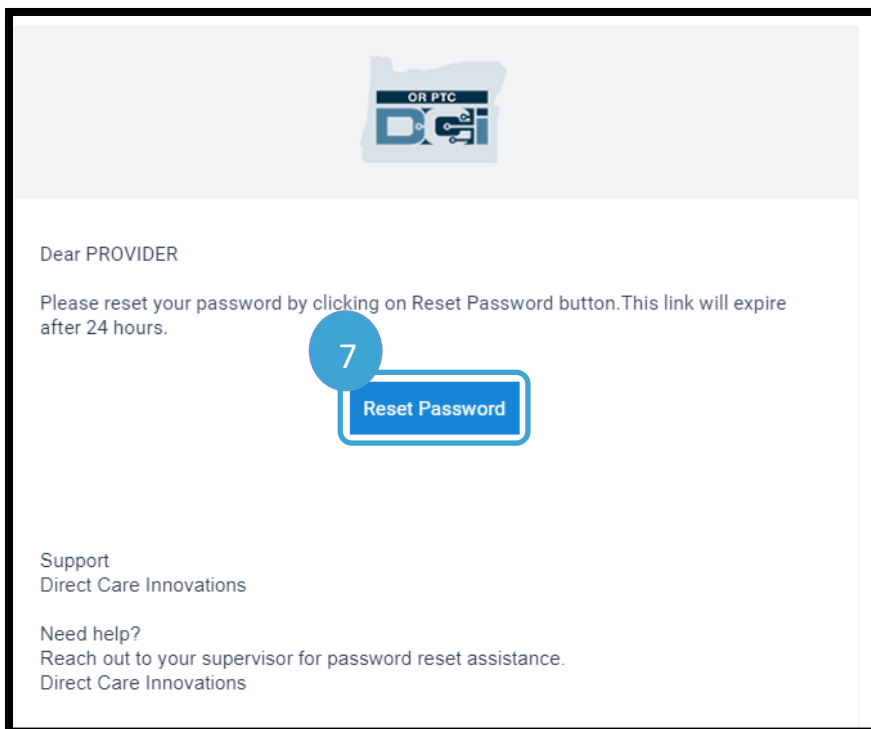 OR PTC
DCi
Dear PROVIDER
Please reset your password by clicking on Reset Password button.This link will expire
after 24 hours.
7
Reset Password
Support
Direct Care Innovations
Need help?
Reach out to your supervisor for password reset assistance.
Direct Care Innovations